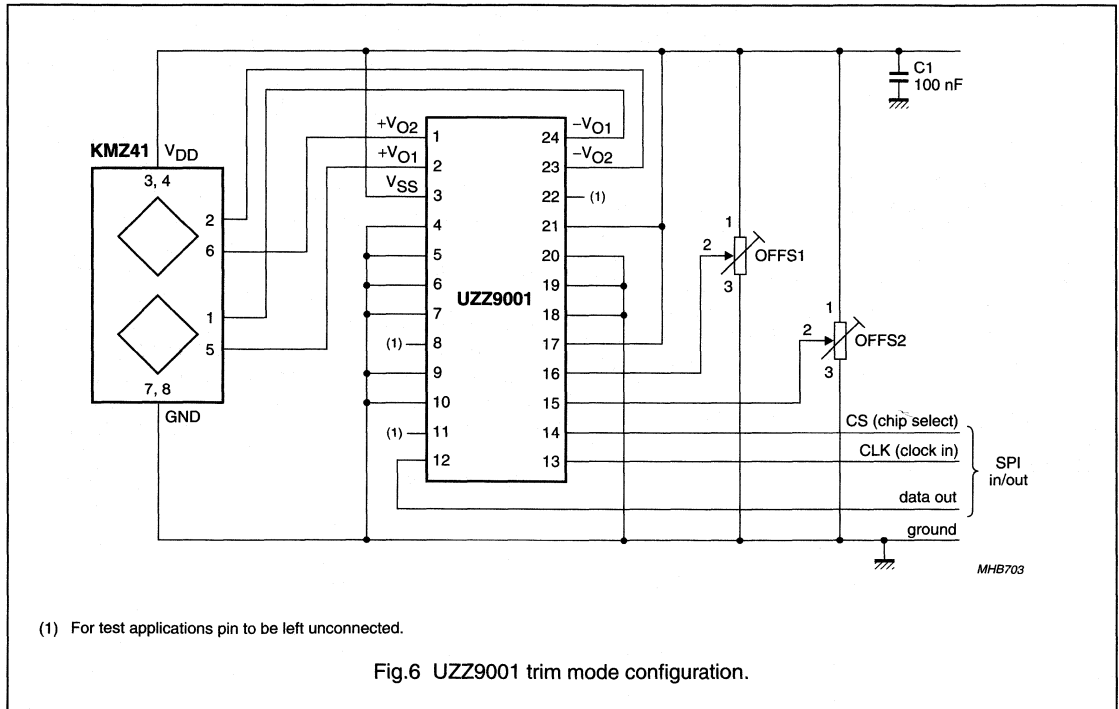 C1
100 nF
KMZ41
VDD
3, 4
2
6
1
5
7, 8
GND
+VO2
+VO1
VSS
1
2
3
4
5
6
7
(1)
8
9
10
(1)
11
12
UZZ9001
−VO1
−VO2
24
23
22
(1)
21
20
19
18
17
16
15
14
13
1
2
3
OFFS1
1
2
3
OFFS2
CS (chip select)
CLK (clock in)
data out
SPI
in/out
ground
MHB703
(1) For test applications pin to be left unconnected.
Fig.6 UZZ9001 trim mode configuration.